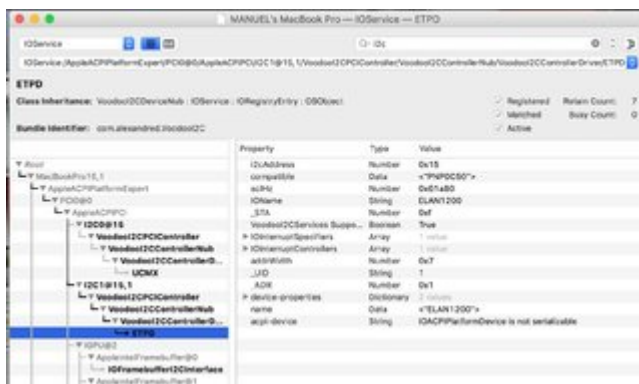 MANUEL's MacBook Pro — IOService — ETPD
IOService
IOService:/AppleACPIPlatformExpert/PCI0@0/AppleACPIPCI/I2C1@15,1/VoodooI2CPCIController/VoodooI2CControllerNub/VoodooI2CControllerDriver/ETPD
ETPD
Class Inheritance: VoodooI2CDeviceNub : IOService : IORegistryEntry : OSObject
Registered Retain Count: 7
Matched Busy Count: 0
Bundle Identifier: com.alexandred.VoodooI2C
Active
Property Type Value
i2cAddress Number 0x15
Root
compatible Data <"PNP0C50">
MacBookPro15,1
Number
AppleACPIPlatformExpert
IOName String ELAN1200
PCI0@0
_STA Number 0xf
AppleACPIPCI
VoodooI2CServices Suppo... Boolean True
I2C0@15
IOInterruptSpecifiers Array 1 value
VoodooI2CPCIController
IOInterruptControllers Array 1 value
VoodooI2CControllerNub
addrWidth Number 0x7
VoodooI2CControllerD...
_UID String 1
UCMX
_ADR Number 0x1
I2C1@15,1
device-properties Dictionary 2 values
VoodooI2CPCIController
name Data <"ELAN1200">
VoodooI2CControllerNub
acpi-device String IOACPIPlatformDevice is not serializable
VoodooI2CControllerD...
ETPD
IGPU@2
AppleIntelFramebuffer@0
IOFramebufferI2CInterface
AppleIntelFramebuffer@1